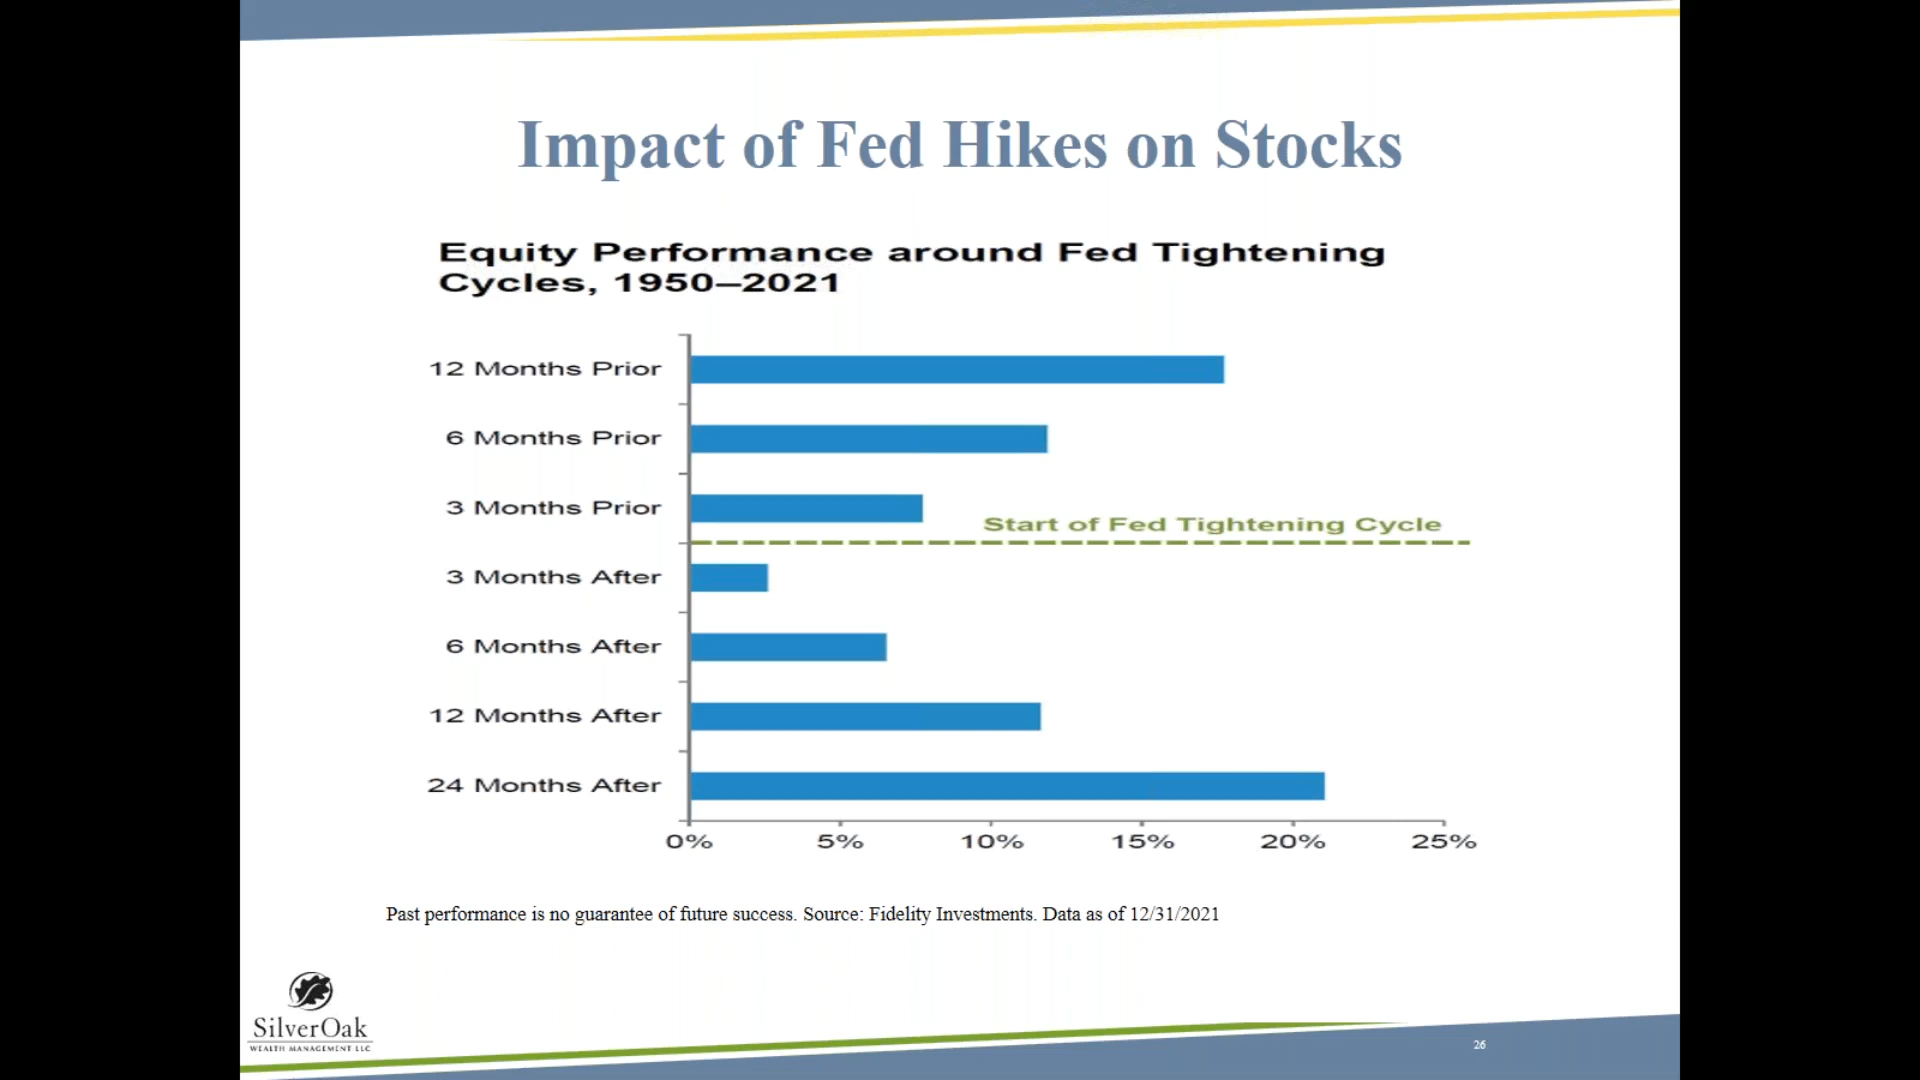 Impact of Fed Hikes on Stocks
Equity Performance around Fed Tightening
Cycles, 1950–2021
12 Months Prior
6 Months Prior
3 Months Prior
Start of Fed Tightening Cycle
3 Months After
6 Months After
12 Months After
24 Months After
0% 5% 10% 15% 20% 25%
Past performance is no guarantee of future success. Source: Fidelity Investments. Data as of 12/31/2021
SilverOak
WEALTH MANAGEMENT LLC
26